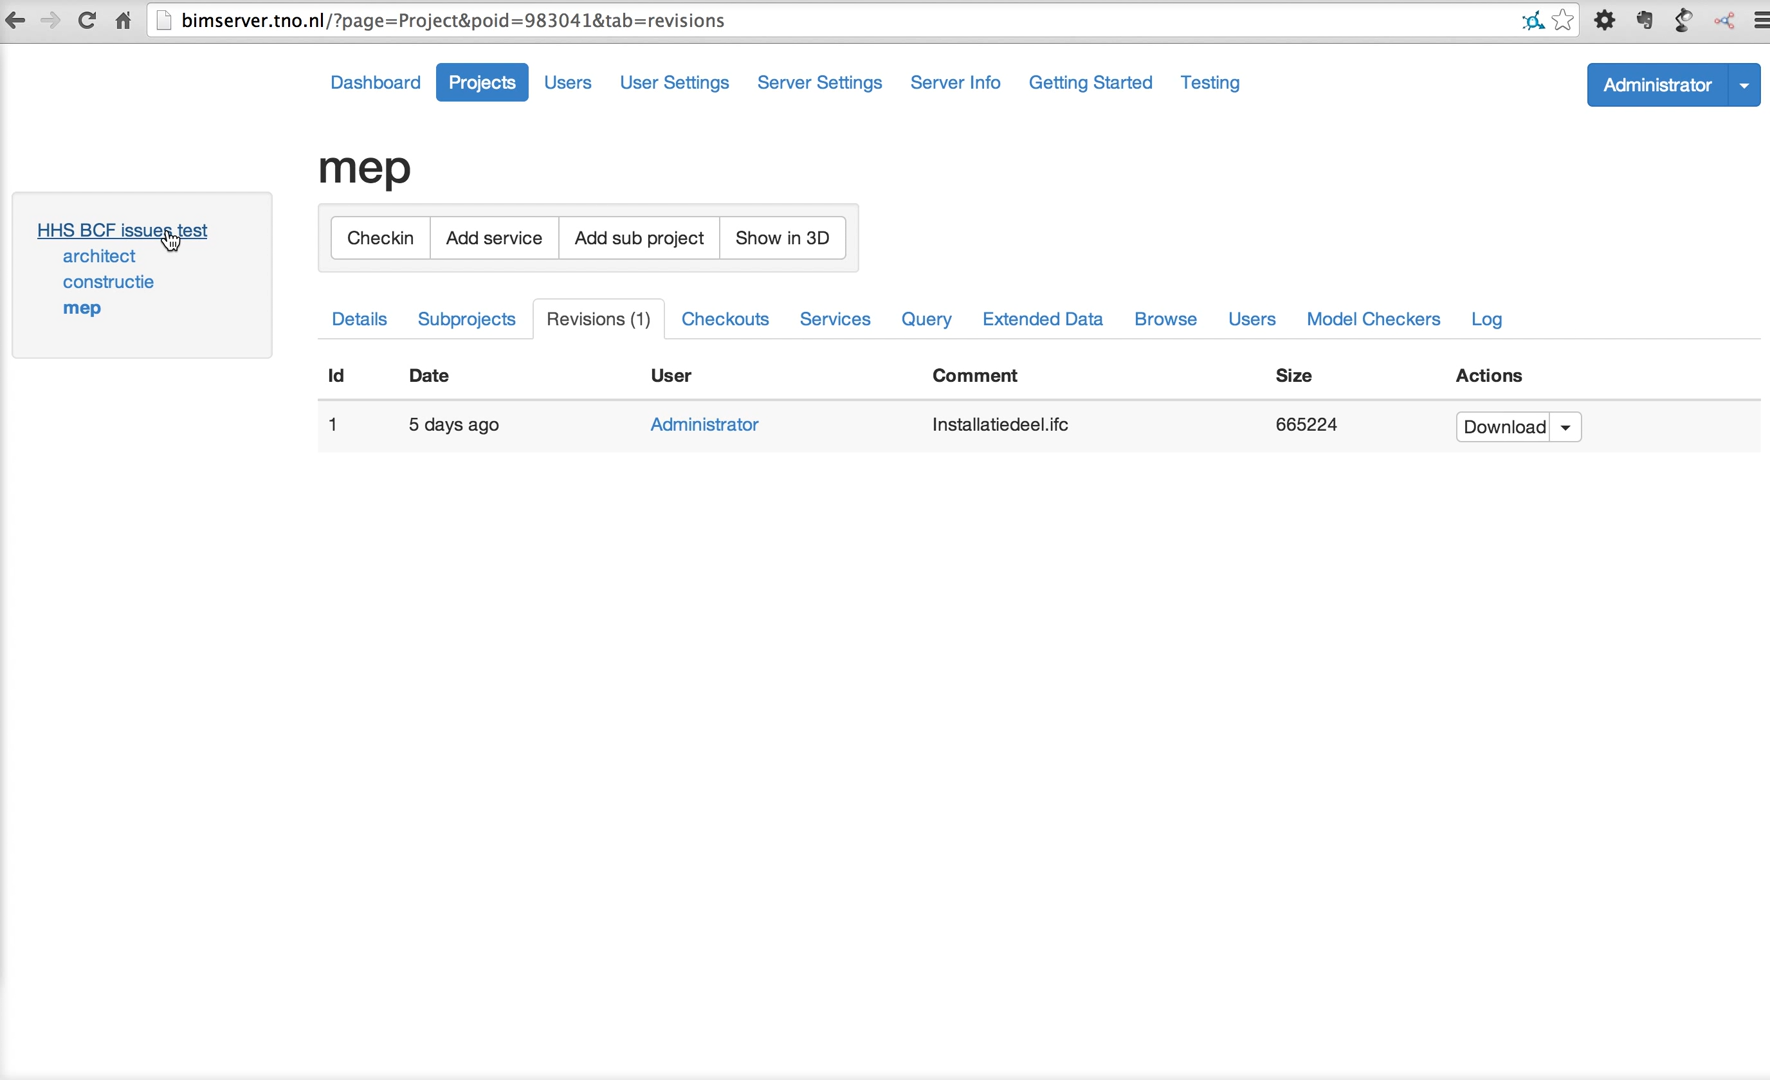 bimserver.tno.nl/?page=Project&poid=983041&tab=revisions
Dashboard Projects Users User Settings Server Settings Server Info Getting Started Testing Administrator
mep
HHS BCF issues test
architect
constructie
mep
Checkin Add service Add sub project Show in 3D
Details Subprojects Revisions (1) Checkouts Services Query Extended Data Browse Users Model Checkers Log
Id Date User Comment Size Actions
1 5 days ago Administrator Installatiedeel.ifc 665224 Download